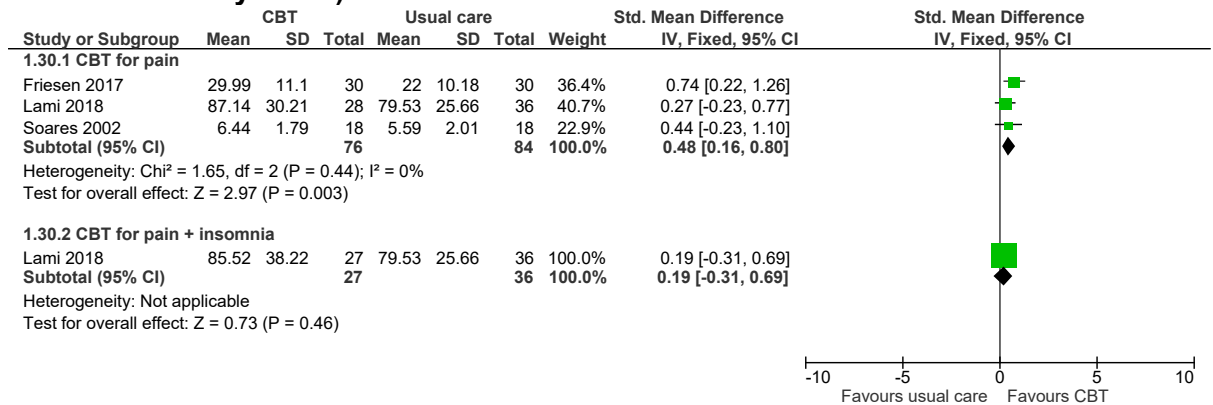 CBT Usual care Std. Mean Difference Std. Mean Difference
Study or Subgroup Mean SD Total Mean SD Total Weight IV, Fixed, 95% CI IV, Fixed, 95% CI
1.30.1 CBT for pain
Friesen 2017 29.99 11.1 30 22 10.18 30 36.4% 0.74 [0.22, 1.26]
Lami 2018 87.14 30.21 28 79.53 25.66 36 40.7% 0.27 [-0.23, 0.77]
Soares 2002 6.44 1.79 18 5.59 2.01 18 22.9% 0.44 [-0.23, 1.10]
Subtotal (95% CI) 76 84 100.0% 0.48 [0.16, 0.80]
Heterogeneity: Chi² = 1.65, df = 2 (P = 0.44); I² = 0%
Test for overall effect: Z = 2.97 (P = 0.003)
1.30.2 CBT for pain + insomnia
Lami 2018 85.52 38.22 27 79.53 25.66 36 100.0% 0.19 [-0.31, 0.69]
Subtotal (95% CI) 27 36 100.0% 0.19 [-0.31, 0.69]
Heterogeneity: Not applicable
Test for overall effect: Z = 0.73 (P = 0.46)
-10 -5 0 5 10
Favours usual care Favours CBT